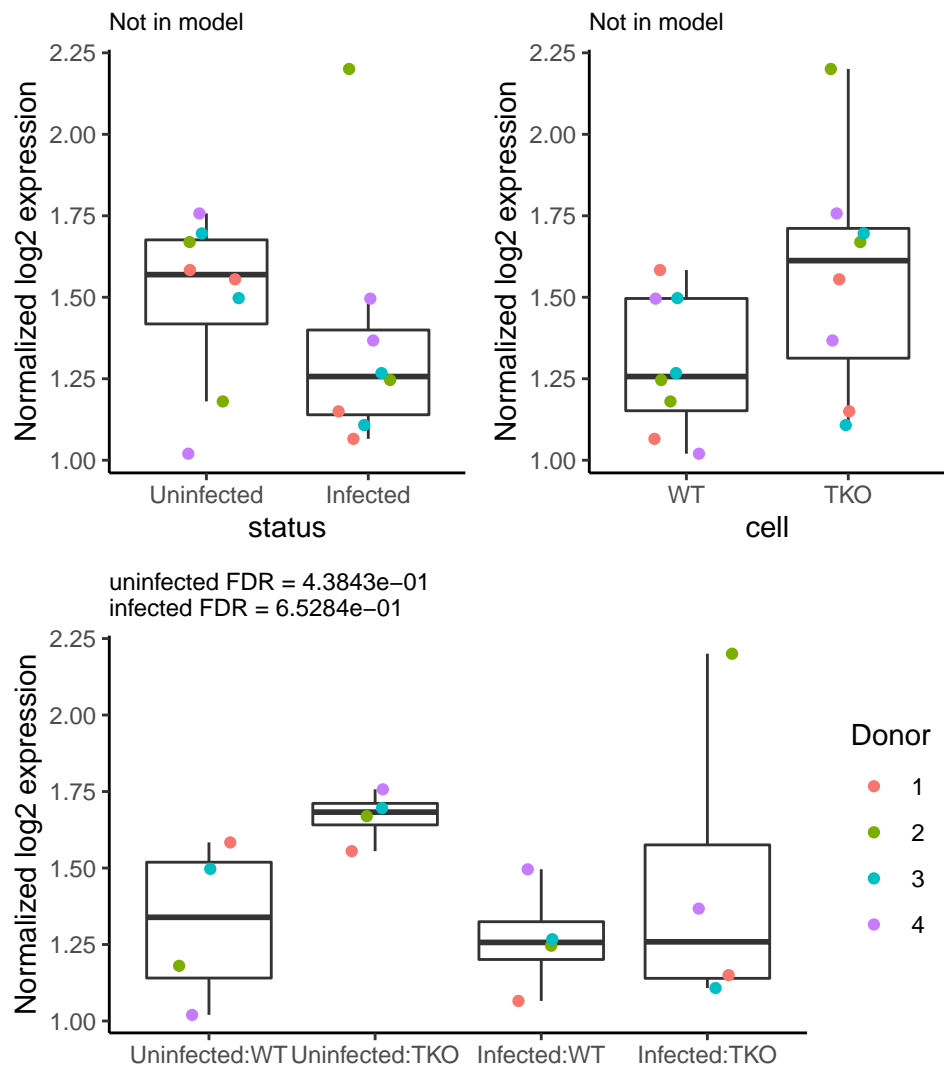 Not in model
2.25
2.00
1.75
1.50
1.25
1.00
Normalized log2 expression
Uninfected Infected
status
Not in model
2.25
2.00
1.75
1.50
1.25
1.00
Normalized log2 expression
WT TKO
cell
uninfected FDR = 4.3843e−01
infected FDR = 6.5284e−01
2.25
2.00
1.75
1.50
1.25
1.00
Normalized log2 expression
Uninfected:WT Uninfected:TKO Infected:WT Infected:TKO
Donor
1
2
3
4